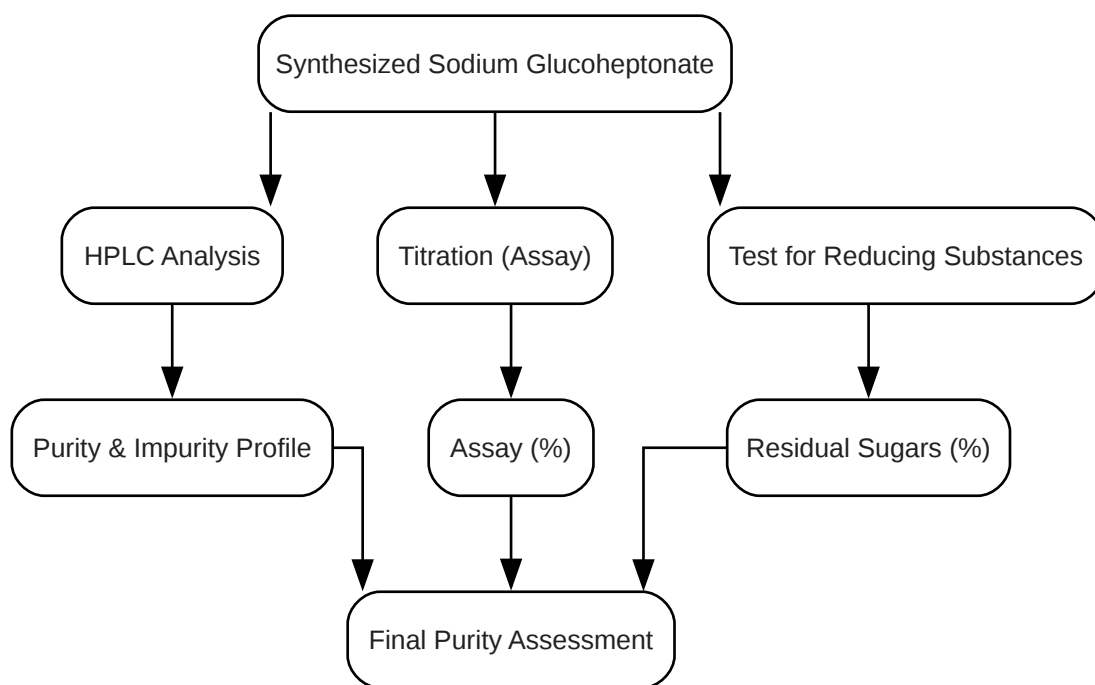 Synthesized Sodium Glucoheptonate
HPLC Analysis
Titration (Assay)
Test for Reducing Substances
Purity & Impurity Profile
Assay (%)
Residual Sugars (%)
Final Purity Assessment